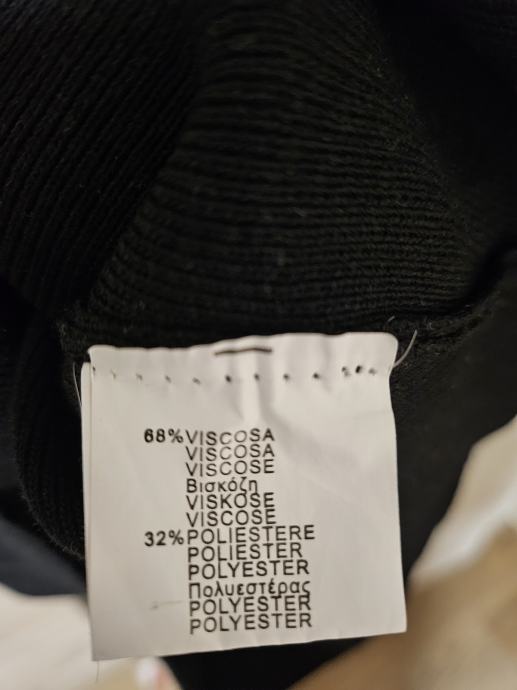 68%VISCOSA
VISCOSA
VISCOSE
Βισκόζη
VISKOSE
VISCOSE
32%POLIESTERE
POLIESTER
POLYESTER
Πολυεστέρας
POLYESTER
POLYESTER